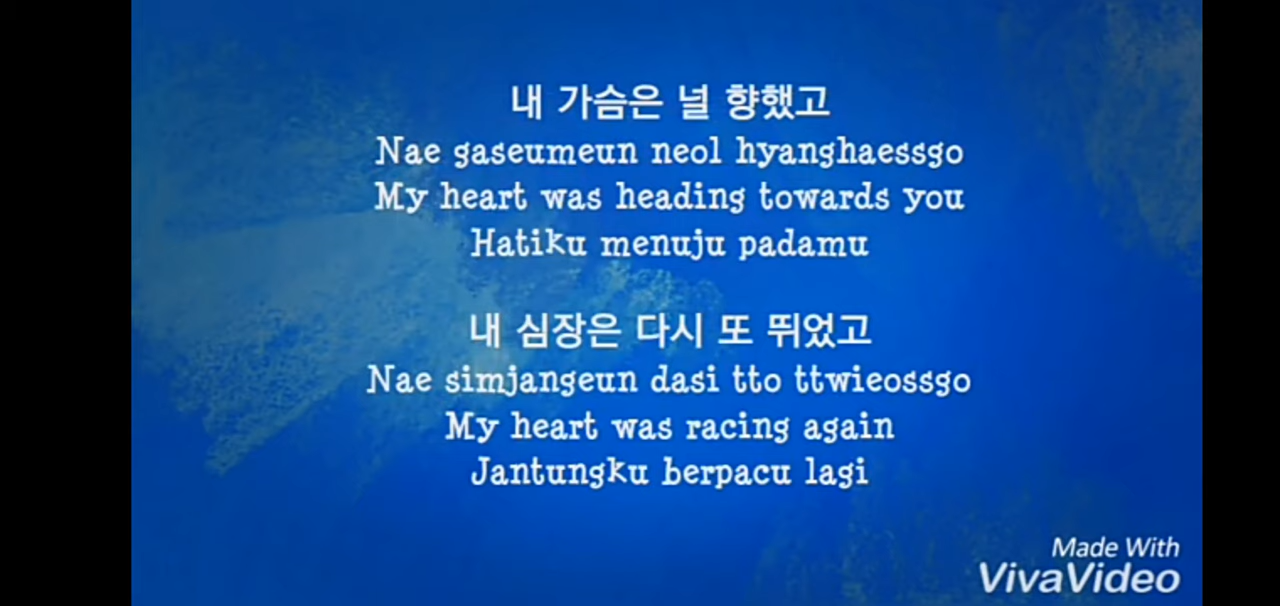 내 가슴은 널 향했고
Nae gaseumeun neol hyanghaessgo
My heart was heading towards you
Hatiku menuju padamu
내 심장은 다시 또 뛰었고
Nae simjangeun dasi tto ttwieossgo
My heart was racing again
Jantungku berpacu lagi
Made With
VivaVideo